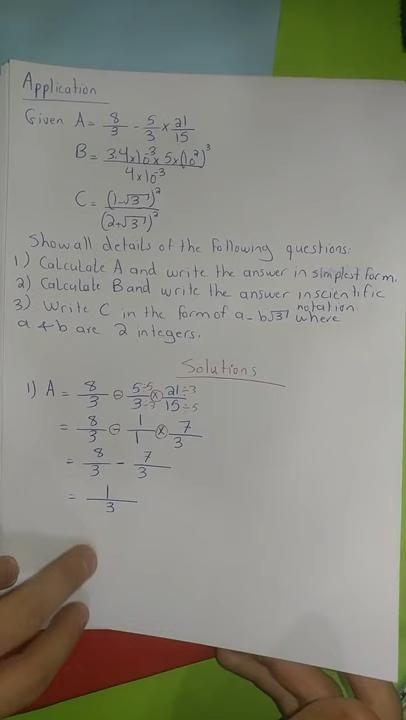 Application
Given A = 8/3 - 5/3 x 21/15
B = 3.4x10^-3 x 5x(10^2)^3 / 4x10^-3
C = (1-√3)^2 / (2+√3)^2
Show all details of the following questions:
1) Calculate A and write the answer in simplest form.
2) Calculate B and write the answer in scientific notation.
3) Write C in the form of a - b√3 where
a & b are 2 integers.
Solutions
1) A = 8/3 - 5÷5/3÷3 x 21÷3/15÷5
= 8/3 - 1/1 x 7/3
= 8/3 - 7/3
= 1/3